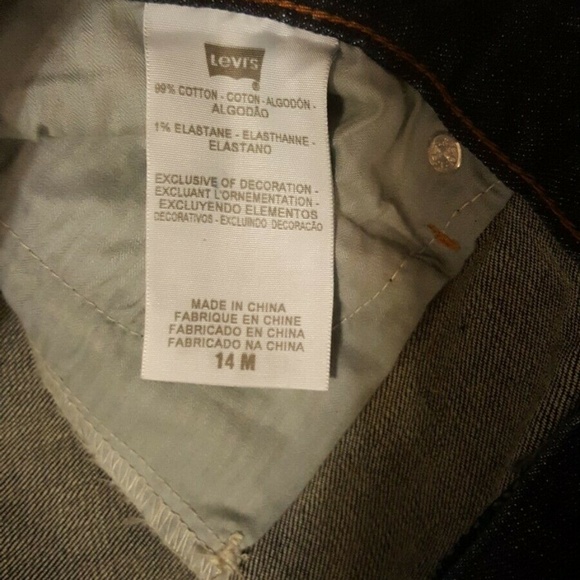 Levi's
®
99% COTTON - COTON - ALGODÓN -
ALGODÃO
1% ELASTANE - ELASTHANNE -
ELASTANO
EXCLUSIVE OF DECORATION -
EXCLUANT L'ORNEMENTATION -
EXCLUYENDO ELEMENTOS
DECORATIVOS - EXCLUINDO DECORAÇÃO
MADE IN CHINA
FABRIQUE EN CHINE
FABRICADO EN CHINA
FABRICADO NA CHINA
14 M